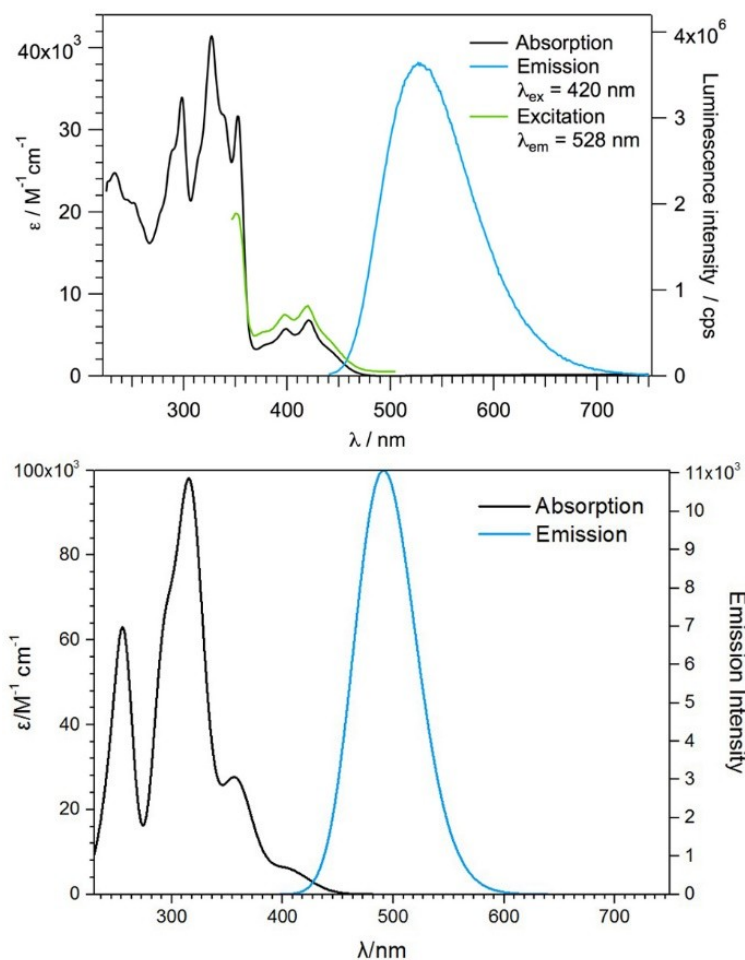 40x10³
30
20
10
0
ε / M⁻¹ cm⁻¹
Absorption
Emission
λex = 420 nm
Excitation
λem = 528 nm
4x10⁶
3
2
1
0
Luminescence intensity / cps
300 400 500 600 700
λ / nm
100x10³
80
60
40
20
0
ε/M⁻¹ cm⁻¹
Absorption
Emission
11x10³
10
9
8
7
6
5
4
3
2
1
0
Emission Intensity
300 400 500 600 700
λ/nm